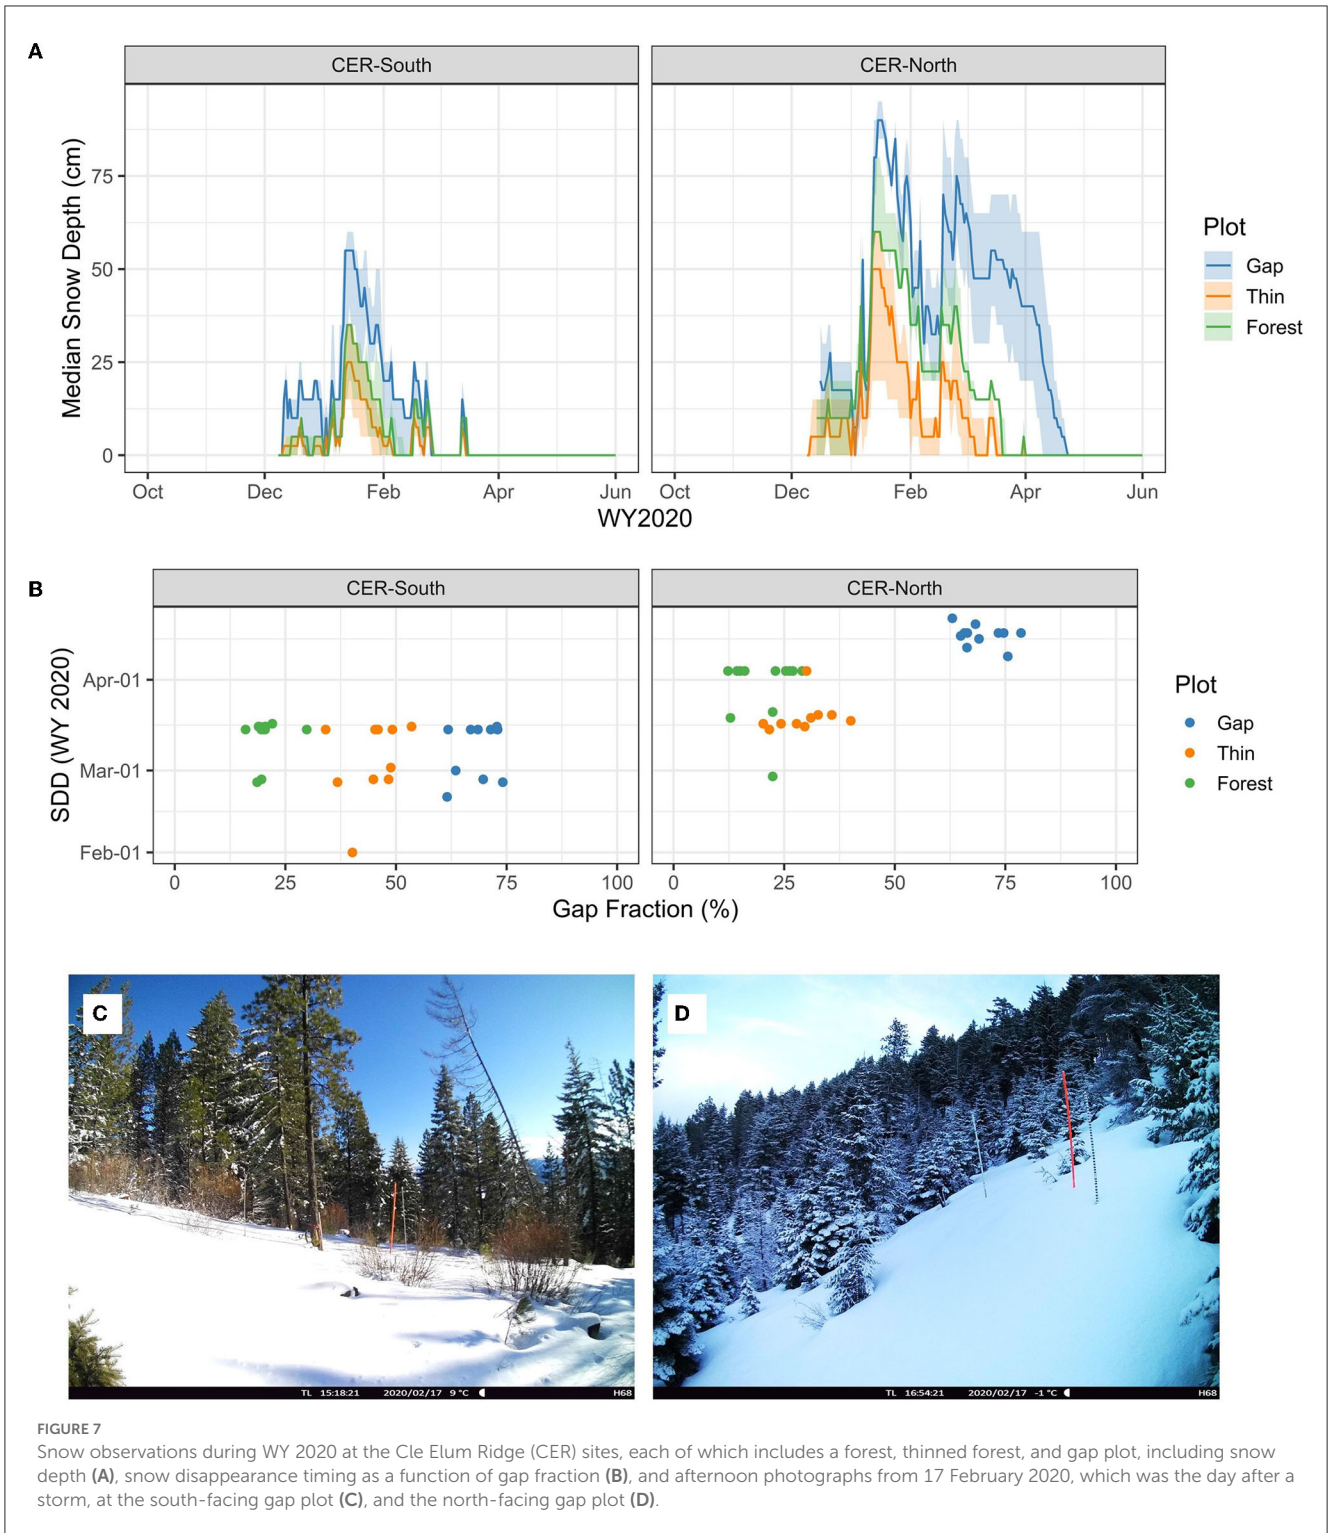 A
CER-South
CER-North
Median Snow Depth (cm)
75
50
25
0
Oct
Dec
Feb
Apr
Jun
Oct
Dec
Feb
Apr
Jun
WY2020
Plot
Gap
Thin
Forest
B
CER-South
CER-North
SDD (WY 2020)
Apr-01
Mar-01
Feb-01
0
25
50
75
100
0
25
50
75
100
Gap Fraction (%)
Plot
Gap
Thin
Forest
C
D
TL 15:18:21 2020/02/17 9 °C H68
TL 16:54:21 2020/02/17 -1 °C H68
FIGURE 7
Snow observations during WY 2020 at the Cle Elum Ridge (CER) sites, each of which includes a forest, thinned forest, and gap plot, including snow
depth (A), snow disappearance timing as a function of gap fraction (B), and afternoon photographs from 17 February 2020, which was the day after a
storm, at the south-facing gap plot (C), and the north-facing gap plot (D).